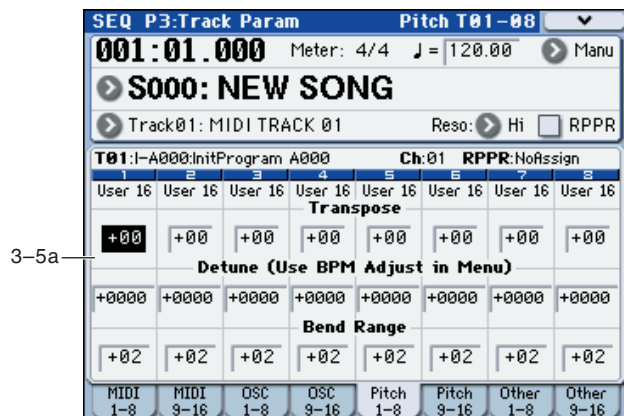 SEQ P3:Track Param Pitch T01-08
001:01.000 Meter: 4/4 ♩= 120.00 Manu
S000: NEW SONG
Track01: MIDI TRACK 01 Reso: Hi RPPR
T01:I-A000:InitProgram A000 Ch:01 RPPR:NoAssign
1 2 3 4 5 6 7 8
User 16 User 16 User 16 User 16 User 16 User 16 User 16 User 16
Transpose
+00 +00 +00 +00 +00 +00 +00 +00
3–5a
Detune (Use BPM Adjust in Menu)
+0000 +0000 +0000 +0000 +0000 +0000 +0000 +0000
Bend Range
+02 +02 +02 +02 +02 +02 +02 +02
MIDI 1-8 MIDI 9-16 OSC 1-8 OSC 9-16 Pitch 1-8 Pitch 9-16 Other 1-8 Other 9-16